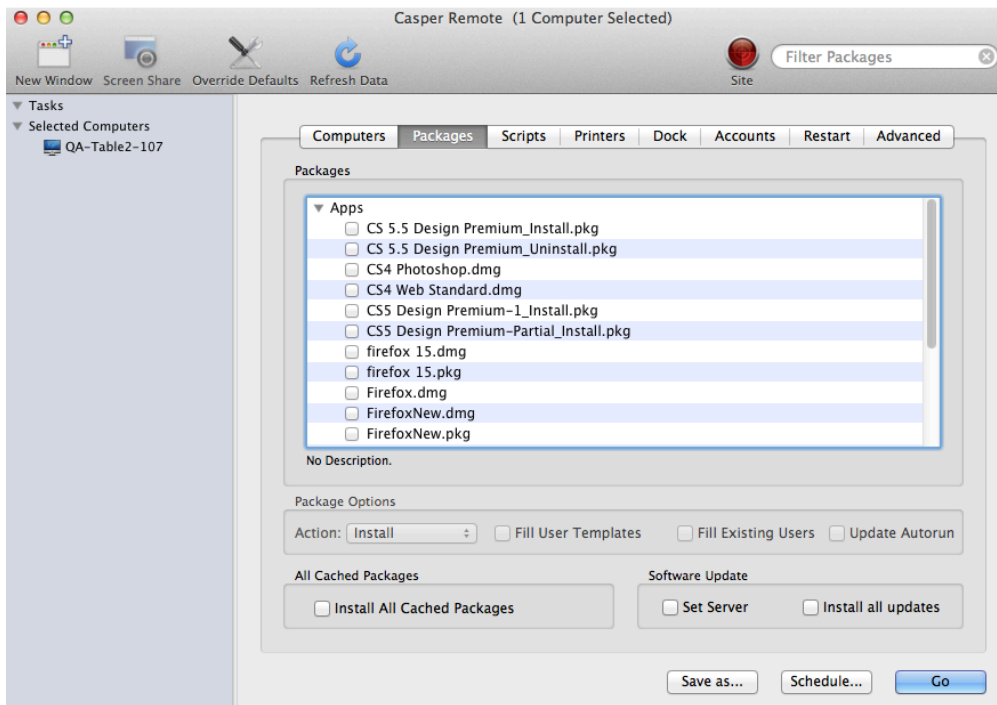 Casper Remote (1 Computer Selected)
New Window Screen Share Override Defaults Refresh Data Site Filter Packages
Tasks
Selected Computers
QA-Table2-107
Computers Packages Scripts Printers Dock Accounts Restart Advanced
Packages
Apps
CS 5.5 Design Premium_Install.pkg
CS 5.5 Design Premium_Uninstall.pkg
CS4 Photoshop.dmg
CS4 Web Standard.dmg
CS5 Design Premium-1_Install.pkg
CS5 Design Premium-Partial_Install.pkg
firefox 15.dmg
firefox 15.pkg
Firefox.dmg
FirefoxNew.dmg
FirefoxNew.pkg
No Description.
Package Options
Action: Install Fill User Templates Fill Existing Users Update Autorun
All Cached Packages Software Update
Install All Cached Packages Set Server Install all updates
Save as... Schedule... Go